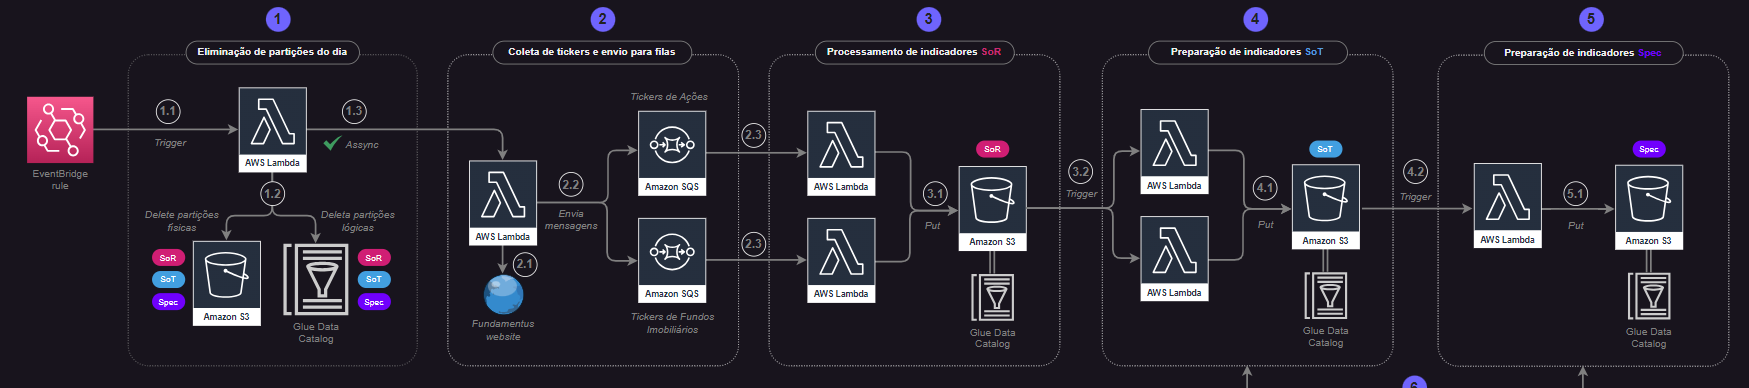 1
2
3
4
5
Eliminação de partições do dia
Coleta de tickers e envio para filas
Processamento de indicadores SoR
Preparação de indicadores SoT
Preparação de indicadores Spec
EventBridge
rule
1.1
Trigger
AWS Lambda
1.3
Assync
1.2
Delete partições
físicas
Deleta partições
lógicas
SoR
SoT
Spec
Amazon S3
SoR
SoT
Spec
Glue Data
Catalog
AWS Lambda
2.1
Fundamentus
website
2.2
Envia
mensagens
Tickers de Ações
Amazon SQS
2.3
Amazon SQS
2.3
Tickers de Fundos
Imobiliários
AWS Lambda
AWS Lambda
3.1
Put
SoR
Amazon S3
Glue Data
Catalog
3.2
Trigger
AWS Lambda
AWS Lambda
4.1
Put
SoT
Amazon S3
Glue Data
Catalog
4.2
Trigger
AWS Lambda
5.1
Put
Spec
Amazon S3
Glue Data
Catalog
6